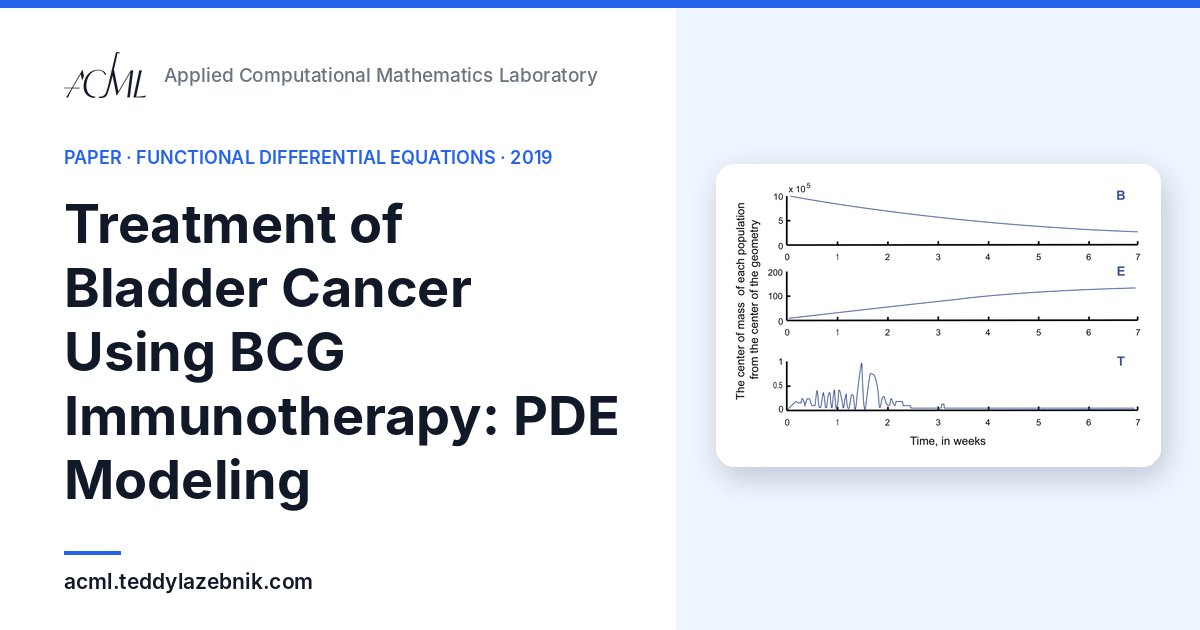 ACML
Applied Computational Mathematics Laboratory
PAPER · FUNCTIONAL DIFFERENTIAL EQUATIONS · 2019
Treatment of
Bladder Cancer
Using BCG
Immunotherapy: PDE
Modeling
acml.teddylazebnik.com
The center of mass of each population
from the center of the geometry
x 10^5
B
10
5
0
0 1 2 3 4 5 6 7
E
200
100
0
0 1 2 3 4 5 6 7
T
1
0.5
0
0 1 2 3 4 5 6 7
Time, in weeks